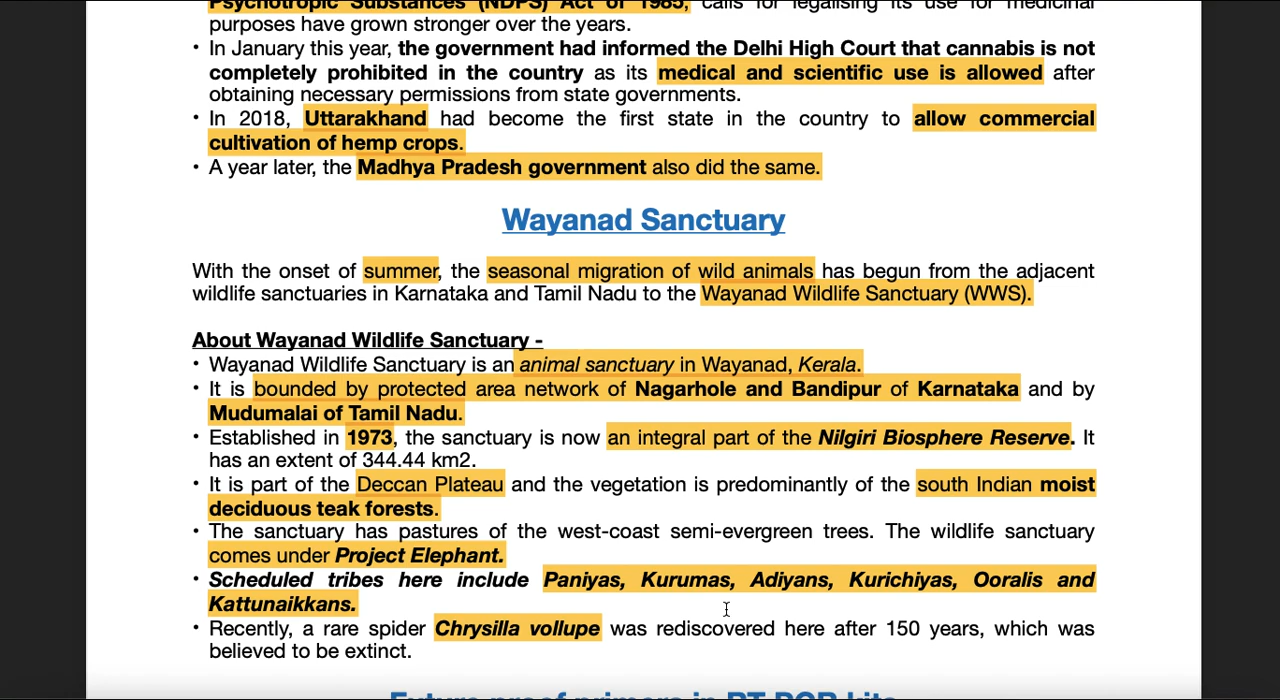 Psychotropic Substances (NDPS) Act of 1985, calls for legalising its use for medicinal
purposes have grown stronger over the years.
• In January this year, the government had informed the Delhi High Court that cannabis is not
completely prohibited in the country as its medical and scientific use is allowed after
obtaining necessary permissions from state governments.
• In 2018, Uttarakhand had become the first state in the country to allow commercial
cultivation of hemp crops.
• A year later, the Madhya Pradesh government also did the same.
Wayanad Sanctuary
With the onset of summer, the seasonal migration of wild animals has begun from the adjacent
wildlife sanctuaries in Karnataka and Tamil Nadu to the Wayanad Wildlife Sanctuary (WWS).
About Wayanad Wildlife Sanctuary -
• Wayanad Wildlife Sanctuary is an animal sanctuary in Wayanad, Kerala.
• It is bounded by protected area network of Nagarhole and Bandipur of Karnataka and by
Mudumalai of Tamil Nadu.
• Established in 1973, the sanctuary is now an integral part of the Nilgiri Biosphere Reserve. It
has an extent of 344.44 km2.
• It is part of the Deccan Plateau and the vegetation is predominantly of the south Indian moist
deciduous teak forests.
• The sanctuary has pastures of the west-coast semi-evergreen trees. The wildlife sanctuary
comes under Project Elephant.
• Scheduled tribes here include Paniyas, Kurumas, Adiyans, Kurichiyas, Ooralis and
Kattunaikkans.
• Recently, a rare spider Chrysilla vollupe was rediscovered here after 150 years, which was
believed to be extinct.
Future proof primers in RT PCR kits